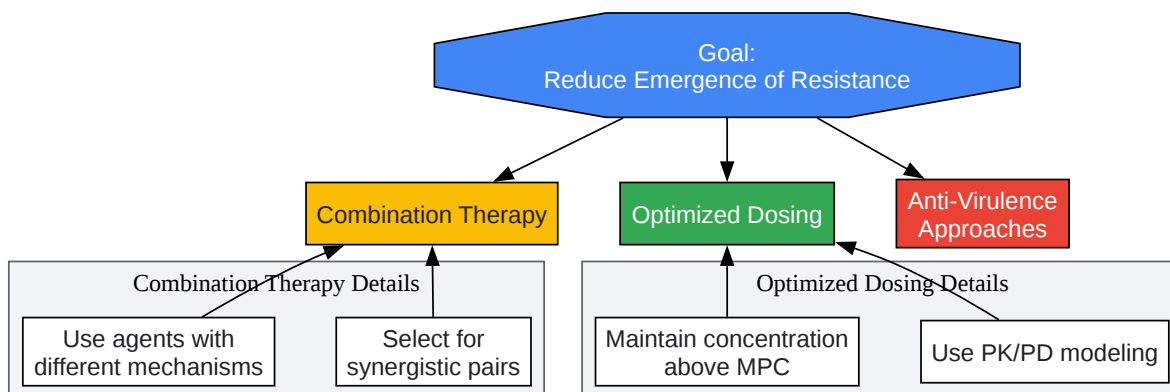 Goal:
Reduce Emergence of Resistance
Combination Therapy
Optimized Dosing
Anti-Virulence
Approaches
Combination Therapy Details
Optimized Dosing Details
Use agents with
different mechanisms
Select for
synergistic pairs
Maintain concentration
above MPC
Use PK/PD modeling